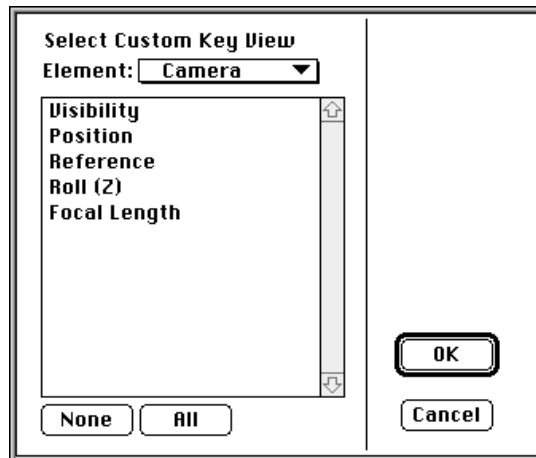 Select Custom Key View
Element: Camera
Visibility
Position
Reference
Roll (Z)
Focal Length
None
All
OK
Cancel